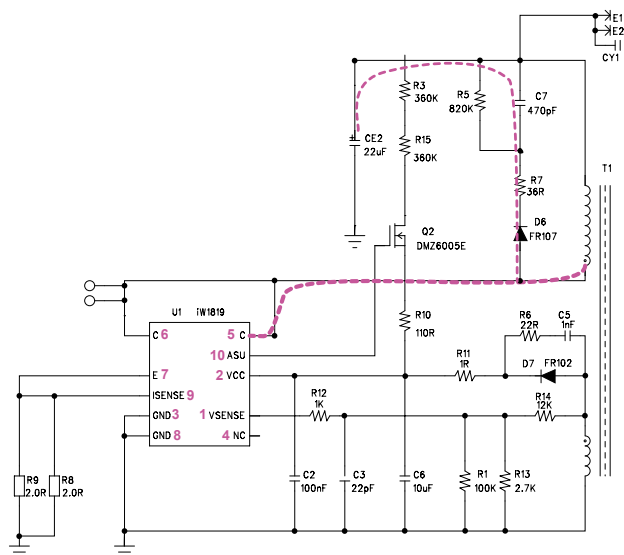 E1
E2
CY1
R3
360K
R5
820K
C7
470pF
CE2
22uF
R15
360K
R7
36R
T1
Q2
DMZ6005E
D6
FR107
U1 iW1819
R10
110R
R6
22R
C5
1nF
C 6
5 C
10 ASU
R11
1R
D7 FR102
E 7
2 VCC
ISENSE 9
R12
1K
R14
12K
GND 3
1 VSENSE
GND 8
4 NC
R9
2.0R
R8
2.0R
C2
100nF
C3
22pF
C6
10uF
R1
100K
R13
2.7K